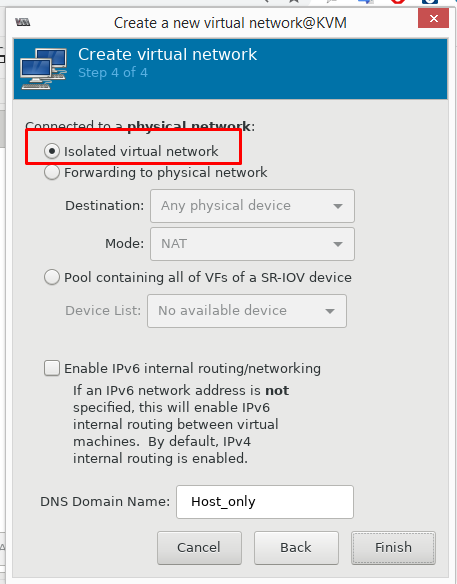 Create a new virtual network@KVM
Create virtual network
Step 4 of 4
Connected to a physical network:
Isolated virtual network
Forwarding to physical network
Destination: Any physical device
Mode: NAT
Pool containing all of VFs of a SR-IOV device
Device List: No available device
Enable IPv6 internal routing/networking
If an IPv6 network address is not
specified, this will enable IPv6
internal routing between virtual
machines.  By default, IPv4
internal routing is enabled.
DNS Domain Name: Host_only
Cancel Back Finish